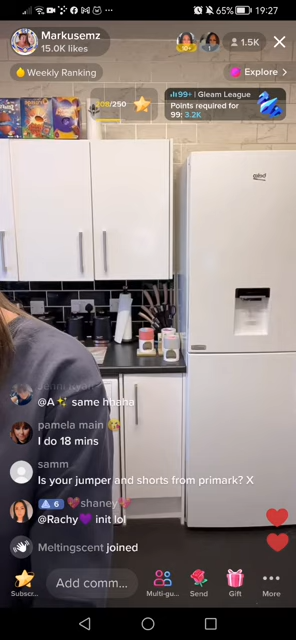 65% 19:27
Markusemz
15.0K likes
1.5K
Weekly Ranking
Explore >
/250
99+ | Gleam League
Points required for
99: 3.2K
beko
@A same hhaha
pamela main
I do 18 mins
samm
Is your jumper and shorts from primark? X
6 shaney
@Rachy init lol
Meltingscent joined
Subscr...
Add comm...
Multi-gu...
Send
Gift
More